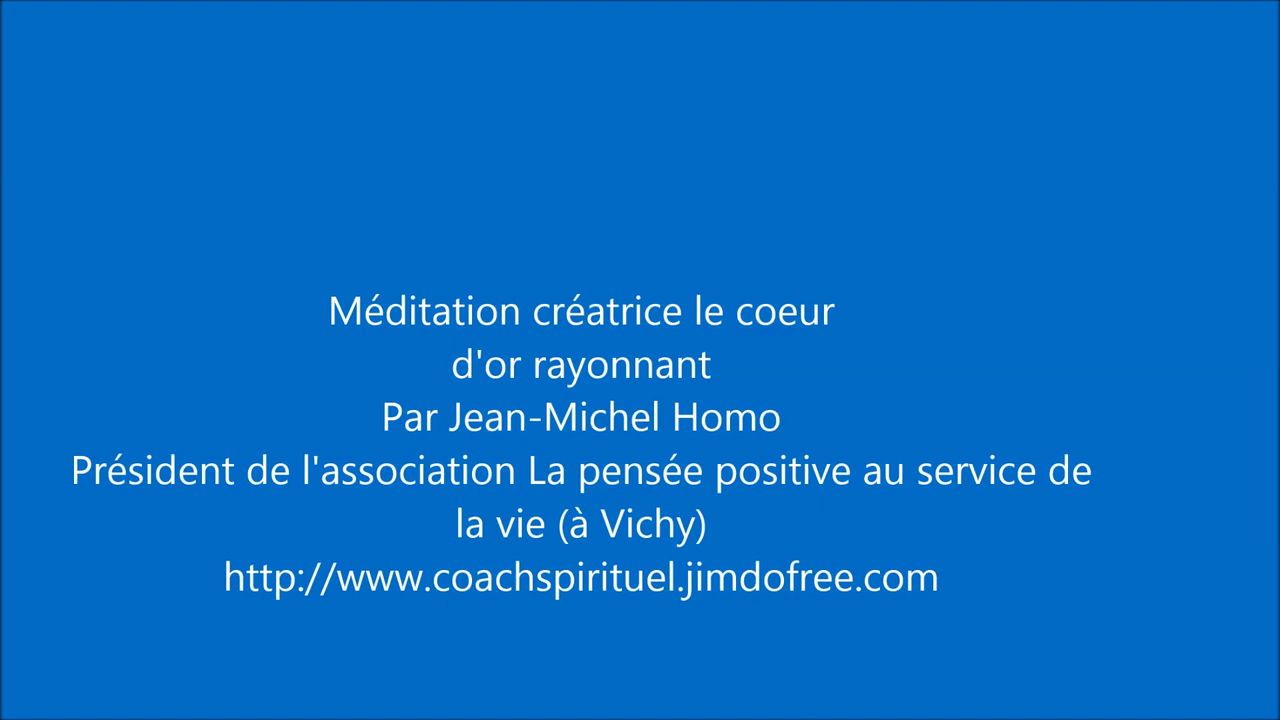 Méditation créatrice le coeur
d'or rayonnant
Par Jean-Michel Homo
Président de l'association La pensée positive au service de
la vie (à Vichy)
http://www.coachspirituel.jimdofree.com